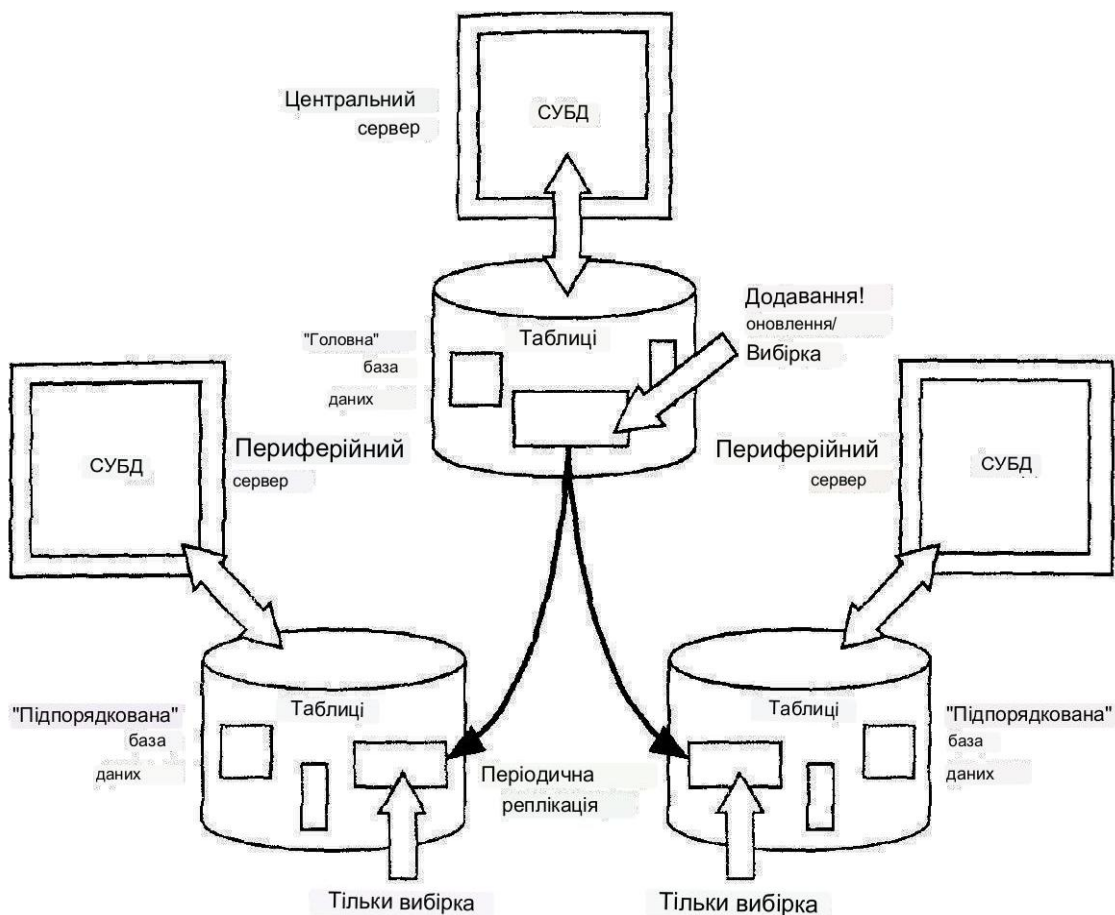 Центральний
сервер
СУБД
"Головна"
база
даних
Таблиці
Додавання!
оновлення/
Вибірка
СУБД
Периферійний
сервер
Периферійний
сервер
СУБД
"Підпорядкована"
база
даних
Таблиці
Періодична
реплікація
Таблиці
"Підпорядкована"
база
даних
Тільки вибірка
Тільки вибірка